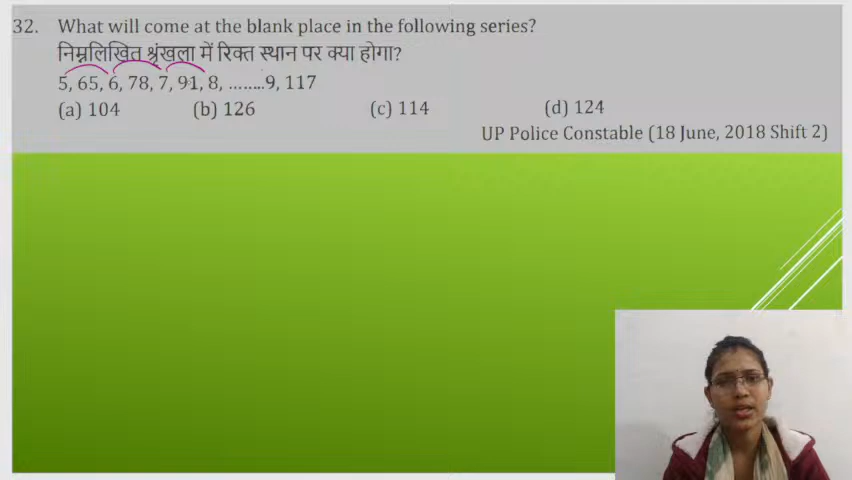 32. What will come at the blank place in the following series?
निम्नलिखित श्रृंखला में रिक्त स्थान पर क्या होगा?
5, 65, 6, 78, 7, 91, 8, ........9, 117
(a) 104 (b) 126 (c) 114 (d) 124
UP Police Constable (18 June, 2018 Shift 2)